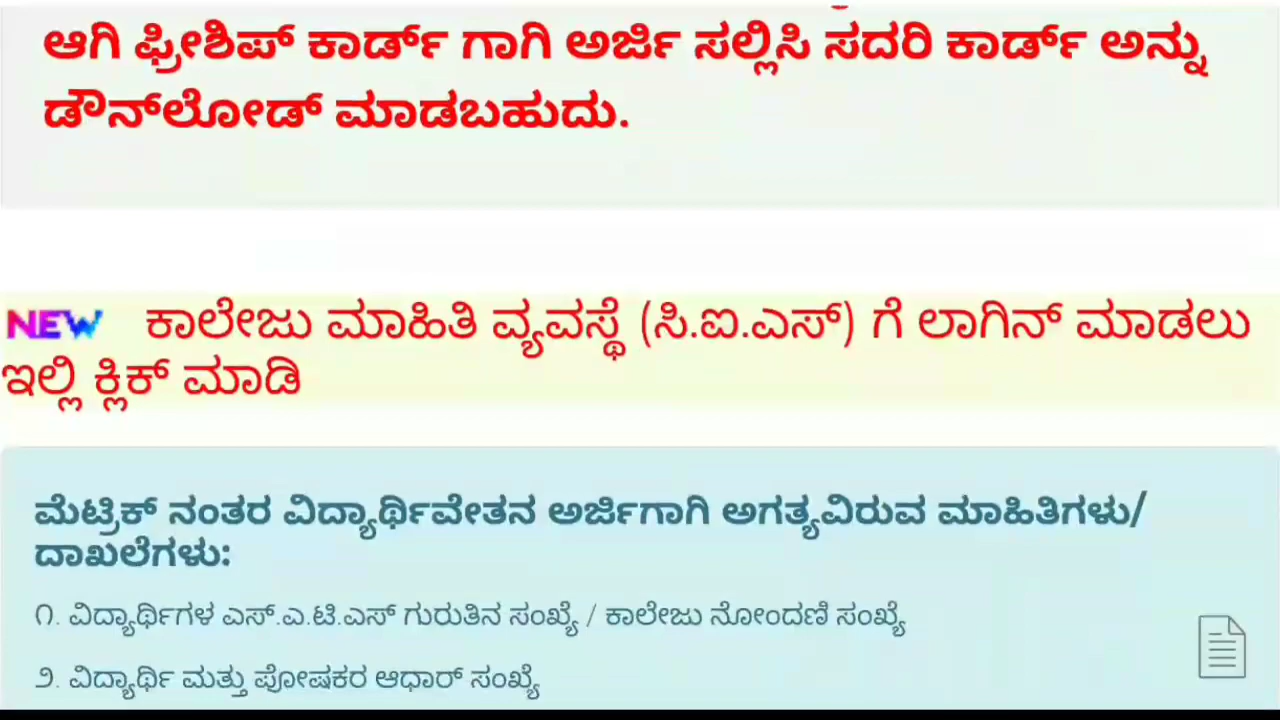 ಆಗಿ ಫ್ರೀಶಿಪ್ ಕಾರ್ಡ್ ಗಾಗಿ ಅರ್ಜಿ ಸಲ್ಲಿಸಿ ಸದರಿ ಕಾರ್ಡ್ ಅನ್ನು
ಡೌನ್‌ಲೋಡ್ ಮಾಡಬಹುದು.
NEW ಕಾಲೇಜು ಮಾಹಿತಿ ವ್ಯವಸ್ಥೆ (ಸಿ.ಐ.ಎಸ್) ಗೆ ಲಾಗಿನ್ ಮಾಡಲು
ಇಲ್ಲಿ ಕ್ಲಿಕ್ ಮಾಡಿ
ಮೆಟ್ರಿಕ್ ನಂತರ ವಿದ್ಯಾರ್ಥಿವೇತನ ಅರ್ಜಿಗಾಗಿ ಅಗತ್ಯವಿರುವ ಮಾಹಿತಿಗಳು/
ದಾಖಲೆಗಳು:
೧. ವಿದ್ಯಾರ್ಥಿಗಳ ಎಸ್.ಎ.ಟಿ.ಎಸ್ ಗುರುತಿನ ಸಂಖ್ಯೆ / ಕಾಲೇಜು ನೋಂದಣಿ ಸಂಖ್ಯೆ
೨. ವಿದ್ಯಾರ್ಥಿ ಮತ್ತು ಪೋಷಕರ ಆಧಾರ್ ಸಂಖ್ಯೆ